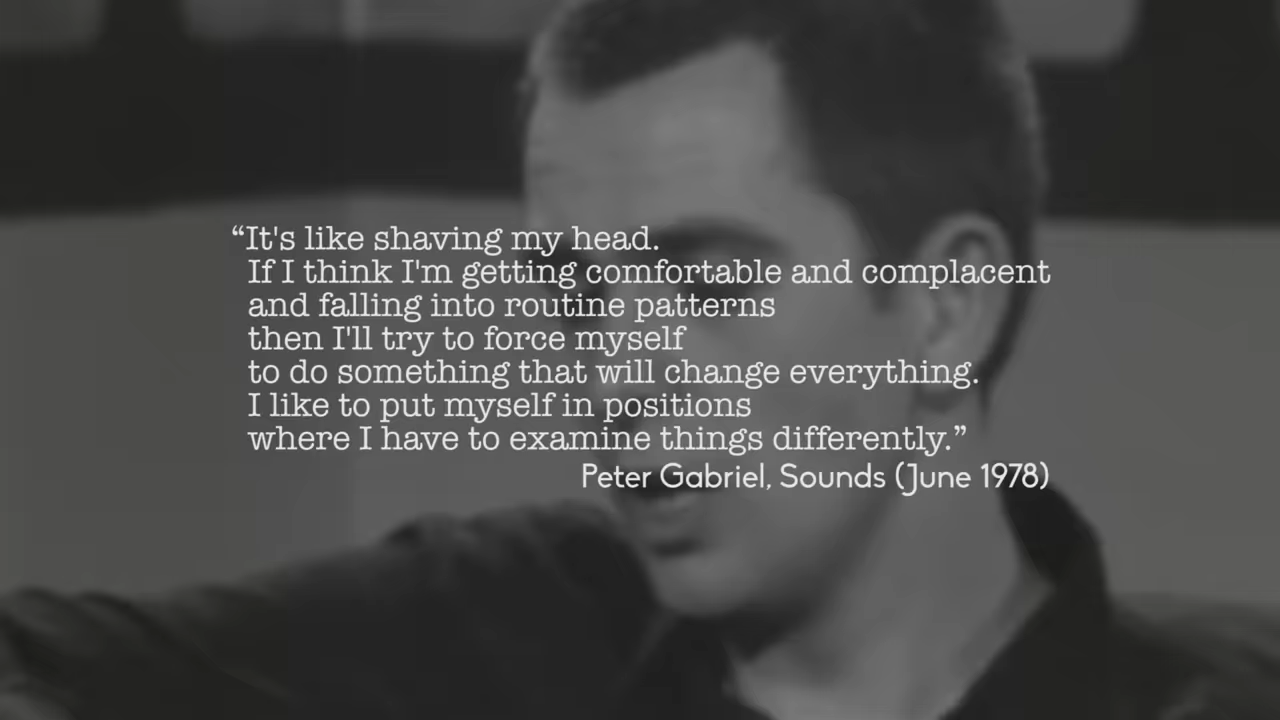 “It's like shaving my head.
If I think I'm getting comfortable and complacent
and falling into routine patterns
then I'll try to force myself
to do something that will change everything.
I like to put myself in positions
where I have to examine things differently.”
Peter Gabriel, Sounds (June 1978)